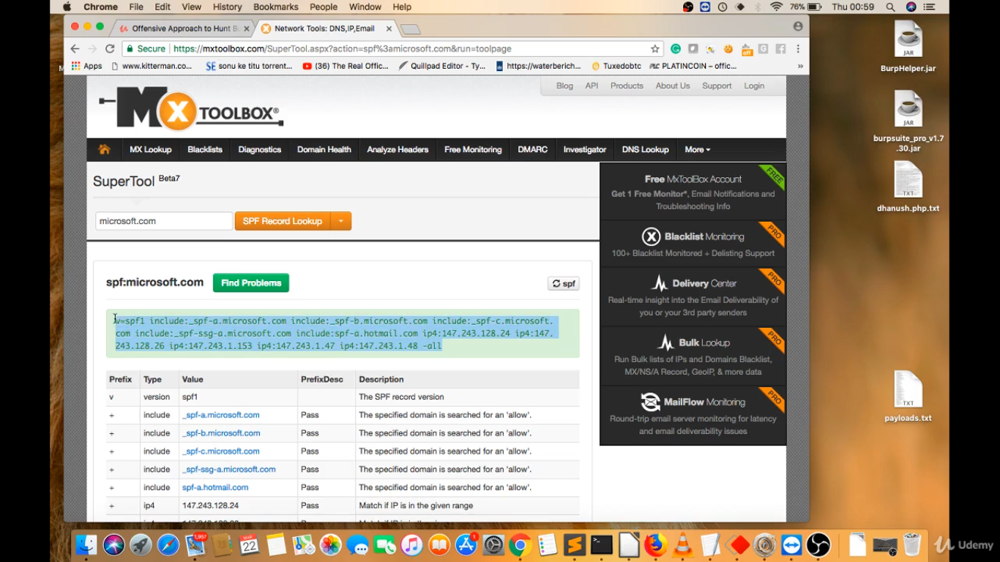 Chrome File Edit View History Bookmarks People Window Help 76% Thu 00:59
Offensive Approach to Hunt B
Network Tools: DNS,IP,Email
Secure https://mxtoolbox.com/SuperTool.aspx?action=spf%3amicrosoft.com&run=toolpage
off
Apps www.kitterman.co... SE sonu ke titu torrent... (36) The Real Offic... Quillpad Editor - Ty... https://waterberich... Tuxedobtc PLC PLATINCOIN – offic... »
Blog API Products About Us Support Login
MX TOOLBOX®
MX Lookup Blacklists Diagnostics Domain Health Analyze Headers Free Monitoring DMARC Investigator DNS Lookup More
SuperTool Beta7
microsoft.com SPF Record Lookup
spf:microsoft.com Find Problems spf
v=spf1 include:_spf-a.microsoft.com include:_spf-b.microsoft.com include:_spf-c.microsoft.
com include:_spf-ssg-a.microsoft.com include:spf-a.hotmail.com ip4:147.243.128.24 ip4:147.
243.128.26 ip4:147.243.1.153 ip4:147.243.1.47 ip4:147.243.1.48 -all
Prefix Type Value PrefixDesc Description
v version spf1 The SPF record version
+ include _spf-a.microsoft.com Pass The specified domain is searched for an 'allow'.
+ include _spf-b.microsoft.com Pass The specified domain is searched for an 'allow'.
+ include _spf-c.microsoft.com Pass The specified domain is searched for an 'allow'.
+ include _spf-ssg-a.microsoft.com Pass The specified domain is searched for an 'allow'.
+ include spf-a.hotmail.com Pass The specified domain is searched for an 'allow'.
+ ip4 147.243.128.24 Pass Match if IP is in the given range
Free MxToolBox Account
FREE
Get 1 Free Monitor*, Email Notifications and
Troubleshooting Info
Blacklist Monitoring
PRO
100+ Blacklist Monitored + Delisting Support
Delivery Center
PRO
Real-time insight into the Email Deliverability of
you or your 3rd party senders
Bulk Lookup
PRO
Run Bulk lists of IPs and Domains Blacklist,
MX/NS/A Record, GeoIP, & more data
MailFlow Monitoring
PRO
Round-trip email server monitoring for latency
and email deliverability issues
JAR
BurpHelper.jar
JAR
burpsuite_pro_v1.7
.30.jar
TXT
dhanush.php.txt
TXT
payloads.txt
1,957
MAR
22
1
Udemy